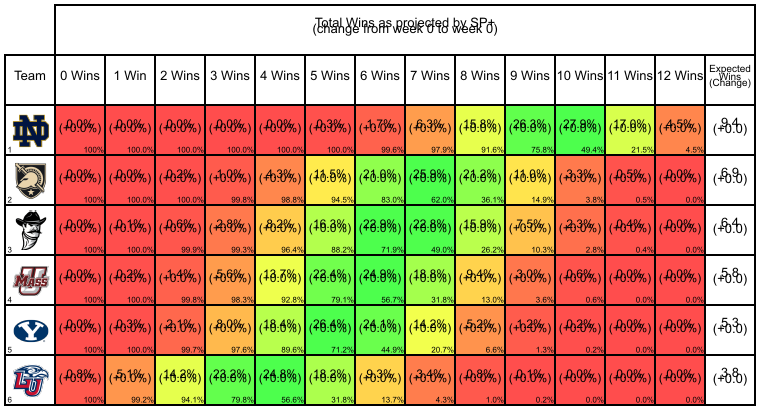 Total Wins as projected by SP+
(change from week 0 to week 0)
Team 0 Wins 1 Win 2 Wins 3 Wins 4 Wins 5 Wins 6 Wins 7 Wins 8 Wins 9 Wins 10 Wins 11 Wins 12 Wins Expected Wins (Change)
ND 0.0% 0.0% 0.0% 0.0% 0.0% 0.3% 1.7% 6.3% 15.8% 26.3% 27.9% 17.0% 4.5% 9.4
(+0.0%) (+0.0%) (+0.0%) (+0.0%) (+0.0%) (+0.0%) (+0.0%) (+0.0%) (+0.0%) (+0.0%) (+0.0%) (+0.0%) (+0.0%) (+0.0)
1 100% 100.0% 100.0% 100.0% 100.0% 100.0% 99.6% 97.9% 91.6% 75.8% 49.4% 21.5% 4.5%
0.0% 0.0% 0.2% 1.0% 4.3% 11.5% 21.0% 25.9% 21.2% 11.0% 3.3% 0.5% 0.0% 6.9
(+0.0%) (+0.0%) (+0.0%) (+0.0%) (+0.0%) (+0.0%) (+0.0%) (+0.0%) (+0.0%) (+0.0%) (+0.0%) (+0.0%) (+0.0%) (+0.0)
2 100% 100.0% 100.0% 99.8% 98.8% 94.5% 83.0% 62.0% 36.1% 14.9% 3.8% 0.5% 0.0%
0.0% 0.1% 0.6% 2.8% 8.2% 16.3% 22.9% 22.8% 15.9% 7.5% 2.3% 0.4% 0.0% 6.4
(+0.0%) (+0.0%) (+0.0%) (+0.0%) (+0.0%) (+0.0%) (+0.0%) (+0.0%) (+0.0%) (+0.0%) (+0.0%) (+0.0%) (+0.0%) (+0.0)
3 100% 100.0% 99.9% 99.3% 96.4% 88.2% 71.9% 49.0% 26.2% 10.3% 2.8% 0.4% 0.0%
MASS 0.0% 0.2% 1.4% 5.6% 13.7% 22.4% 24.9% 18.8% 9.4% 3.0% 0.6% 0.0% 0.0% 5.8
(+0.0%) (+0.0%) (+0.0%) (+0.0%) (+0.0%) (+0.0%) (+0.0%) (+0.0%) (+0.0%) (+0.0%) (+0.0%) (+0.0%) (+0.0%) (+0.0)
4 100% 100.0% 99.8% 98.3% 92.8% 79.1% 56.7% 31.8% 13.0% 3.6% 0.6% 0.0% 0.0%
Y 0.0% 0.3% 2.1% 8.0% 18.4% 26.4% 24.1% 14.2% 5.2% 1.2% 0.2% 0.0% 0.0% 5.3
(+0.0%) (+0.0%) (+0.0%) (+0.0%) (+0.0%) (+0.0%) (+0.0%) (+0.0%) (+0.0%) (+0.0%) (+0.0%) (+0.0%) (+0.0%) (+0.0)
5 100% 100.0% 99.7% 97.6% 89.6% 71.2% 44.9% 20.7% 6.6% 1.3% 0.2% 0.0% 0.0%
LU 0.8% 5.1% 14.2% 23.2% 24.8% 18.2% 9.3% 3.4% 0.8% 0.1% 0.0% 0.0% 0.0% 3.8
(+0.0%) (+0.0%) (+0.0%) (+0.0%) (+0.0%) (+0.0%) (+0.0%) (+0.0%) (+0.0%) (+0.0%) (+0.0%) (+0.0%) (+0.0%) (+0.0)
6 100% 99.2% 94.1% 79.8% 56.6% 31.8% 13.7% 4.3% 1.0% 0.2% 0.0% 0.0% 0.0%